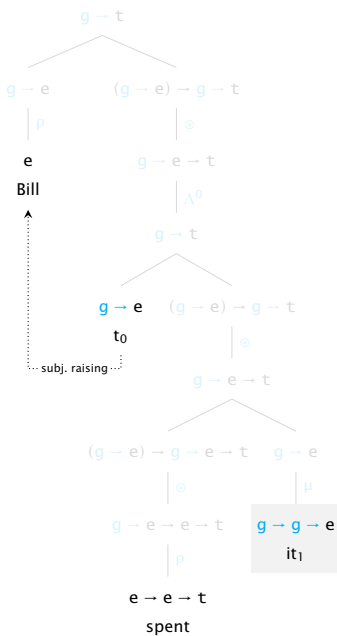 g → t
g → e (g → e) → g → t
ρ ⊛
e g → e → t
Bill Λ⁰
g → t
g → e (g → e) → g → t
t₀ ⊛
subj. raising
g → e → t
(g → e) → g → e → t g → e
⊛ μ
g → e → e → t g → g → e
ρ it₁
e → e → t
spent